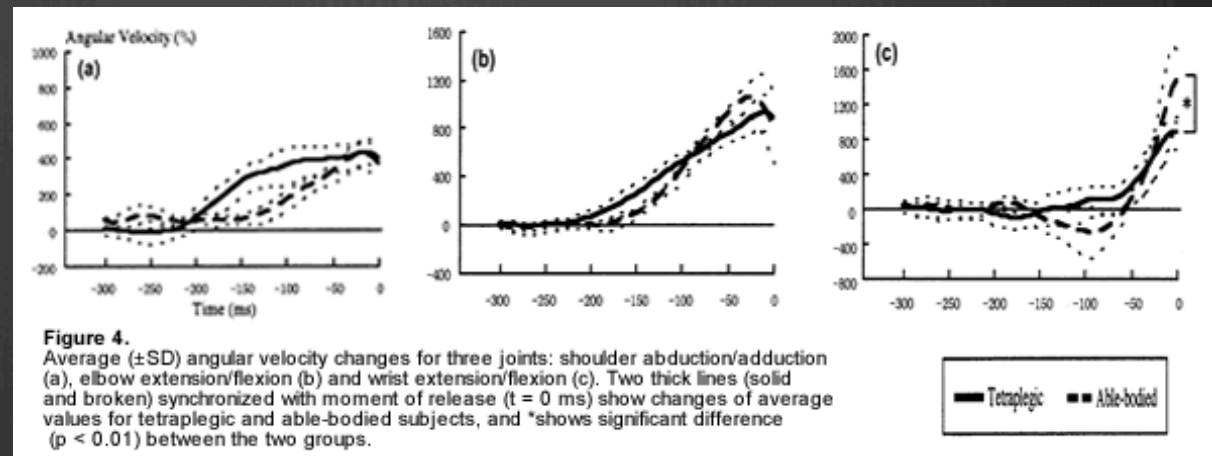 Angular Velocity (%)
(a)
1000
800
600
400
200
0
-200
-300 -250 -200 -150 -100 -50 0
Time (ms)
(b)
1600
1200
800
400
0
-400
-300 -250 -200 -150 -100 -50 0
(c)
2000
1600
1200
800
400
0
-400
-800
-300 -250 -200 -150 -100 -50 0
*
Figure 4.
Average (±SD) angular velocity changes for three joints: shoulder abduction/adduction
(a), elbow extension/flexion (b) and wrist extension/flexion (c). Two thick lines (solid
and broken) synchronized with moment of release (t = 0 ms) show changes of average
values for tetraplegic and able-bodied subjects, and *shows significant difference
(p < 0.01) between the two groups.
Tetraplegic Able-bodied